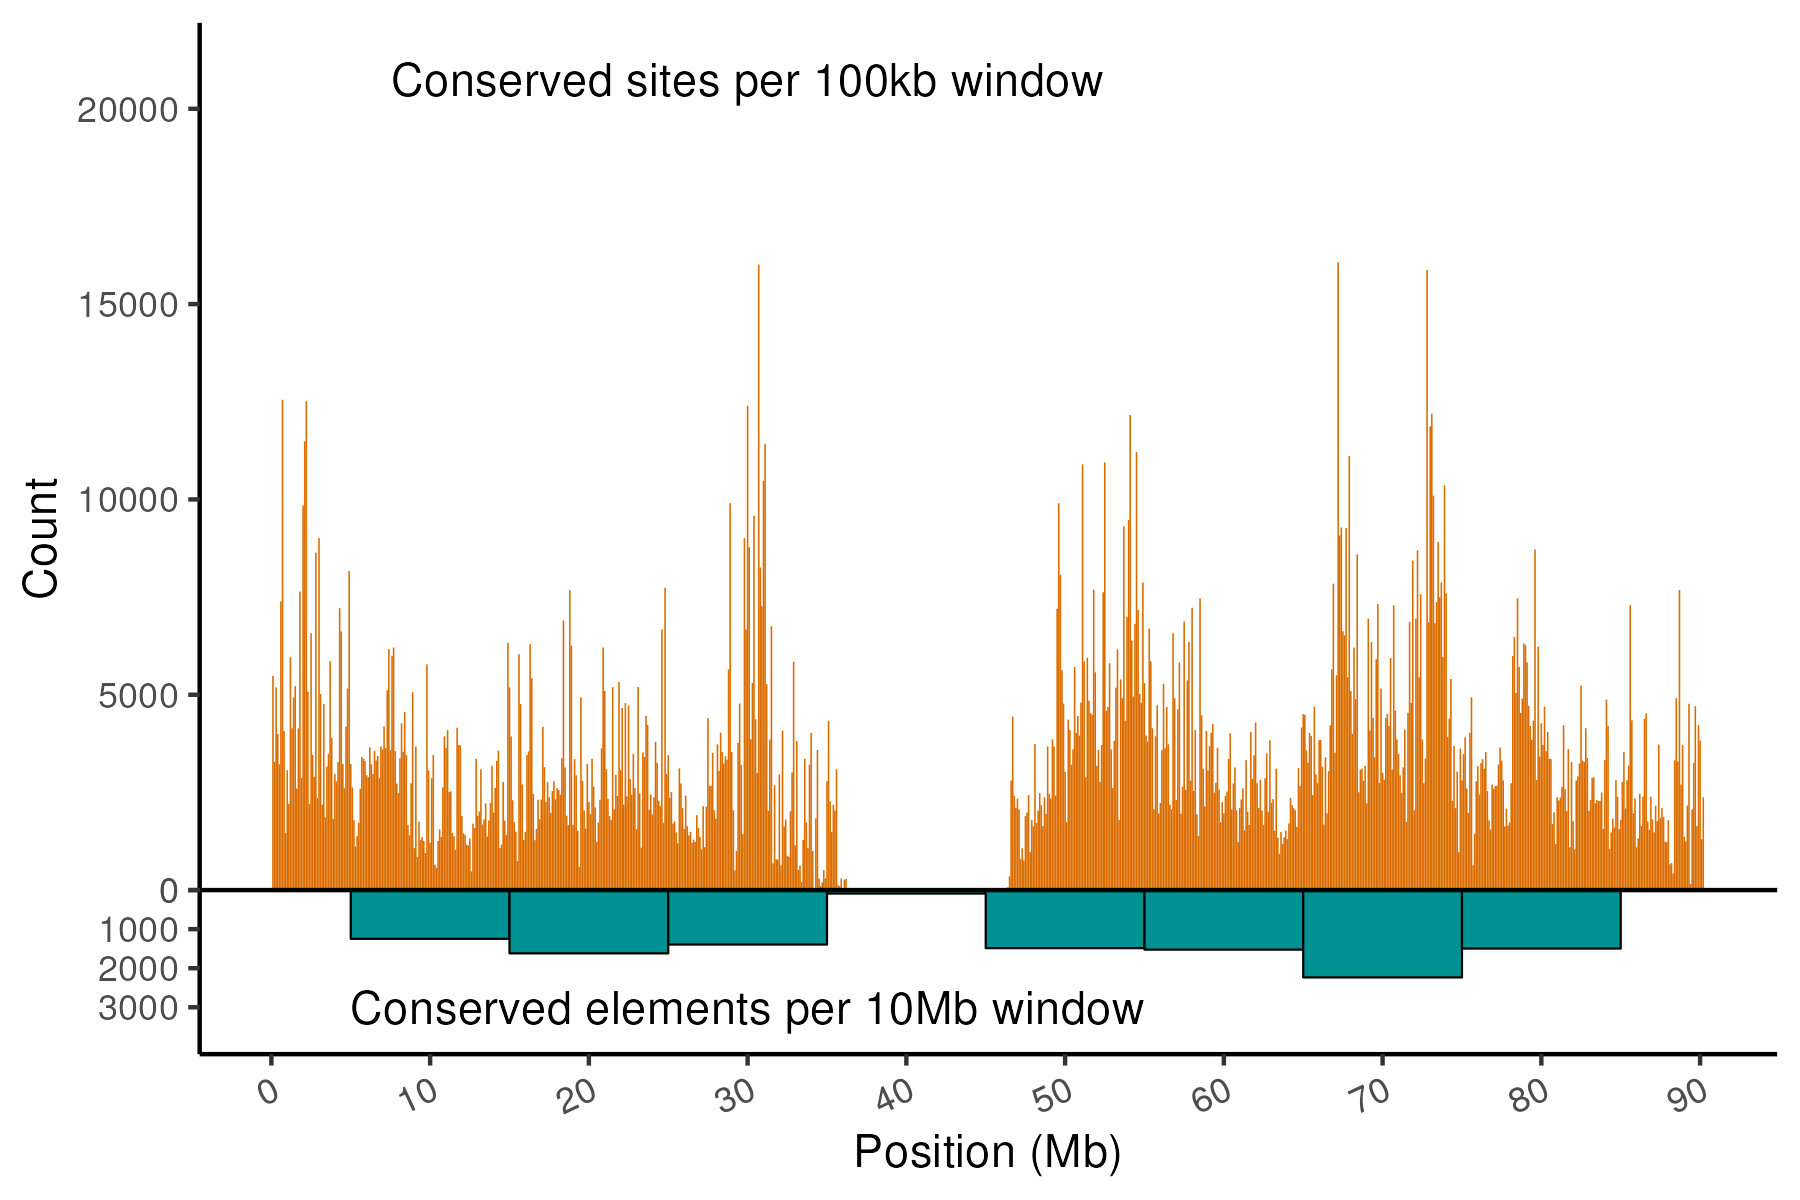 Conserved sites per 100kb window
20000
15000
10000
5000
0
1000
2000
3000
Count
Conserved elements per 10Mb window
0 10 20 30 40 50 60 70 80 90
Position (Mb)